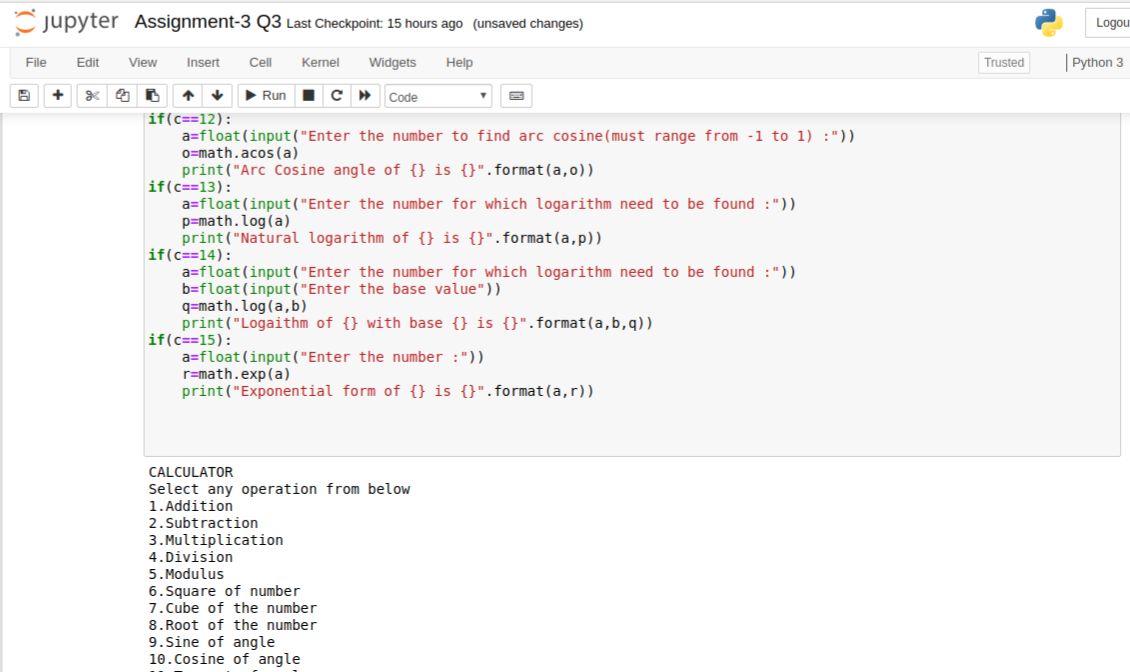 jupyter Assignment-3 Q3 Last Checkpoint: 15 hours ago (unsaved changes) Logou
File Edit View Insert Cell Kernel Widgets Help Trusted Python 3
Run Code
if(c==12):
    a=float(input("Enter the number to find arc cosine(must range from -1 to 1) :"))
    o=math.acos(a)
    print("Arc Cosine angle of {} is {}".format(a,o))
if(c==13):
    a=float(input("Enter the number for which logarithm need to be found :"))
    p=math.log(a)
    print("Natural logarithm of {} is {}".format(a,p))
if(c==14):
    a=float(input("Enter the number for which logarithm need to be found :"))
    b=float(input("Enter the base value"))
    q=math.log(a,b)
    print("Logaithm of {} with base {} is {}".format(a,b,q))
if(c==15):
    a=float(input("Enter the number :"))
    r=math.exp(a)
    print("Exponential form of {} is {}".format(a,r))
CALCULATOR
Select any operation from below
1.Addition
2.Subtraction
3.Multiplication
4.Division
5.Modulus
6.Square of number
7.Cube of the number
8.Root of the number
9.Sine of angle
10.Cosine of angle